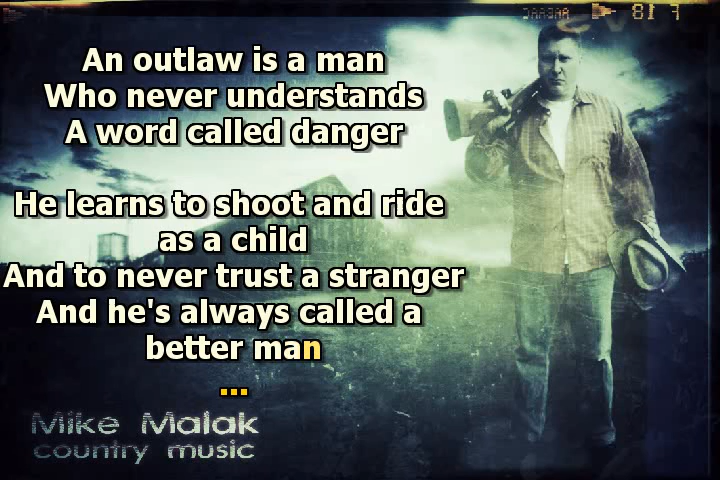 F 18
An outlaw is a man
Who never understands
A word called danger
He learns to shoot and ride
as a child
And to never trust a stranger
And he's always called a
better man
...
Mike Malak
country music